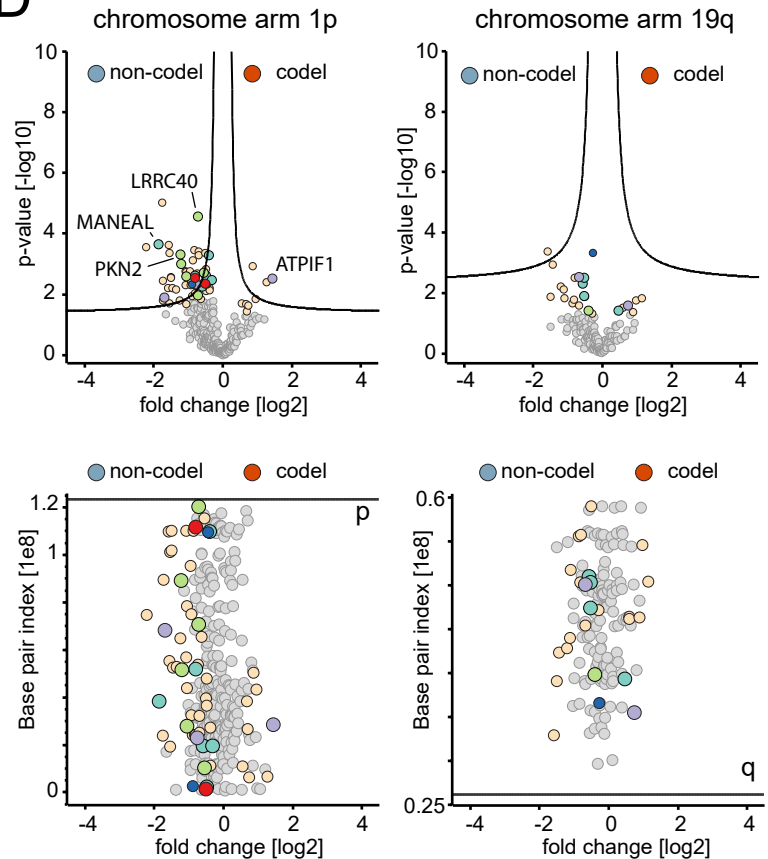 D
chromosome arm 1p
chromosome arm 19q
non-codel codel
non-codel codel
10
8
6
4
2
0
p-value [-log10]
LRRC40
MANEAL
PKN2
ATPIF1
-4 -2 0 2 4
fold change [log2]
10
8
6
4
2
0
p-value [-log10]
-4 -2 0 2 4
fold change [log2]
non-codel codel
non-codel codel
1.2
1
0
Base pair index [1e8]
p
-4 -2 0 2 4
fold change [log2]
0.6
0.25
Base pair index [1e8]
q
-4 -2 0 2 4
fold change [log2]